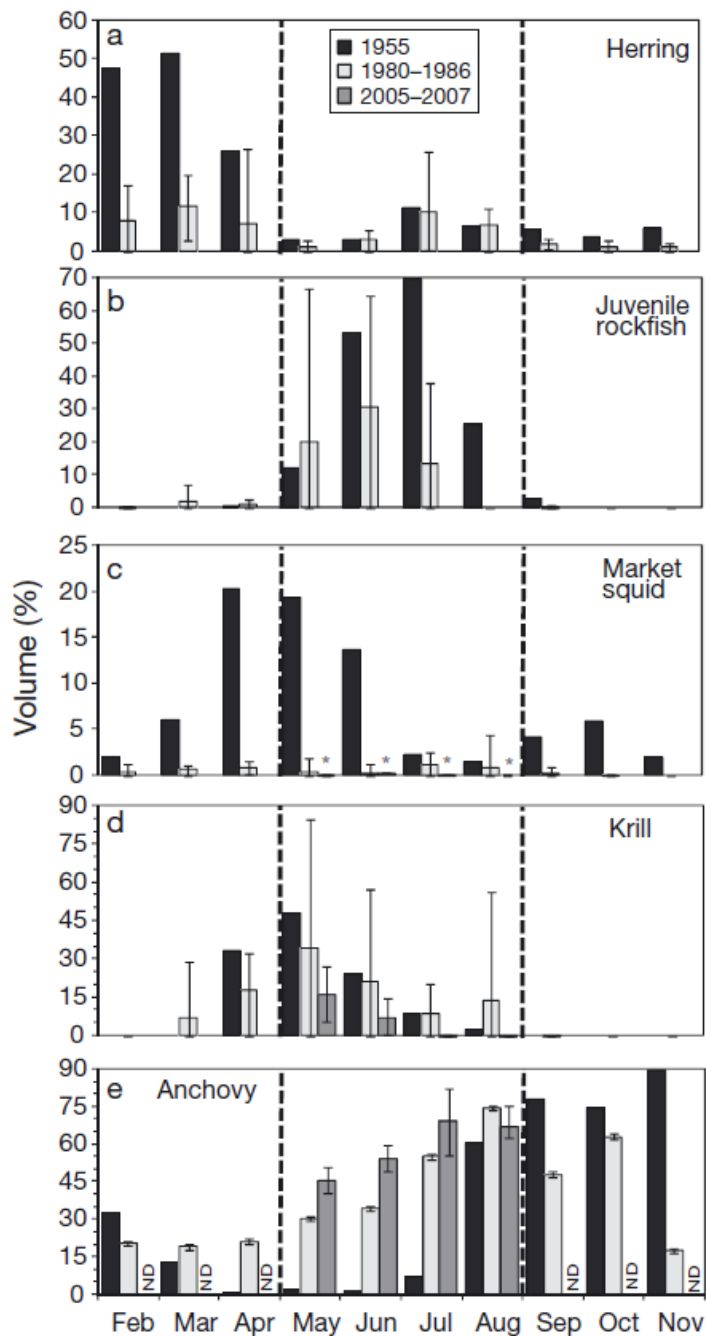 a
60
50
40
30
20
10
0
1955
1980–1986
2005–2007
Herring
b
70
60
50
40
30
20
10
0
Juvenile
rockfish
c
25
20
15
10
5
0
Market
squid
* * * *
Volume (%)
d
90
75
60
45
30
15
0
Krill
e
90
75
60
45
30
15
0
Anchovy
ND ND ND ND ND ND
Feb Mar Apr May Jun Jul Aug Sep Oct Nov